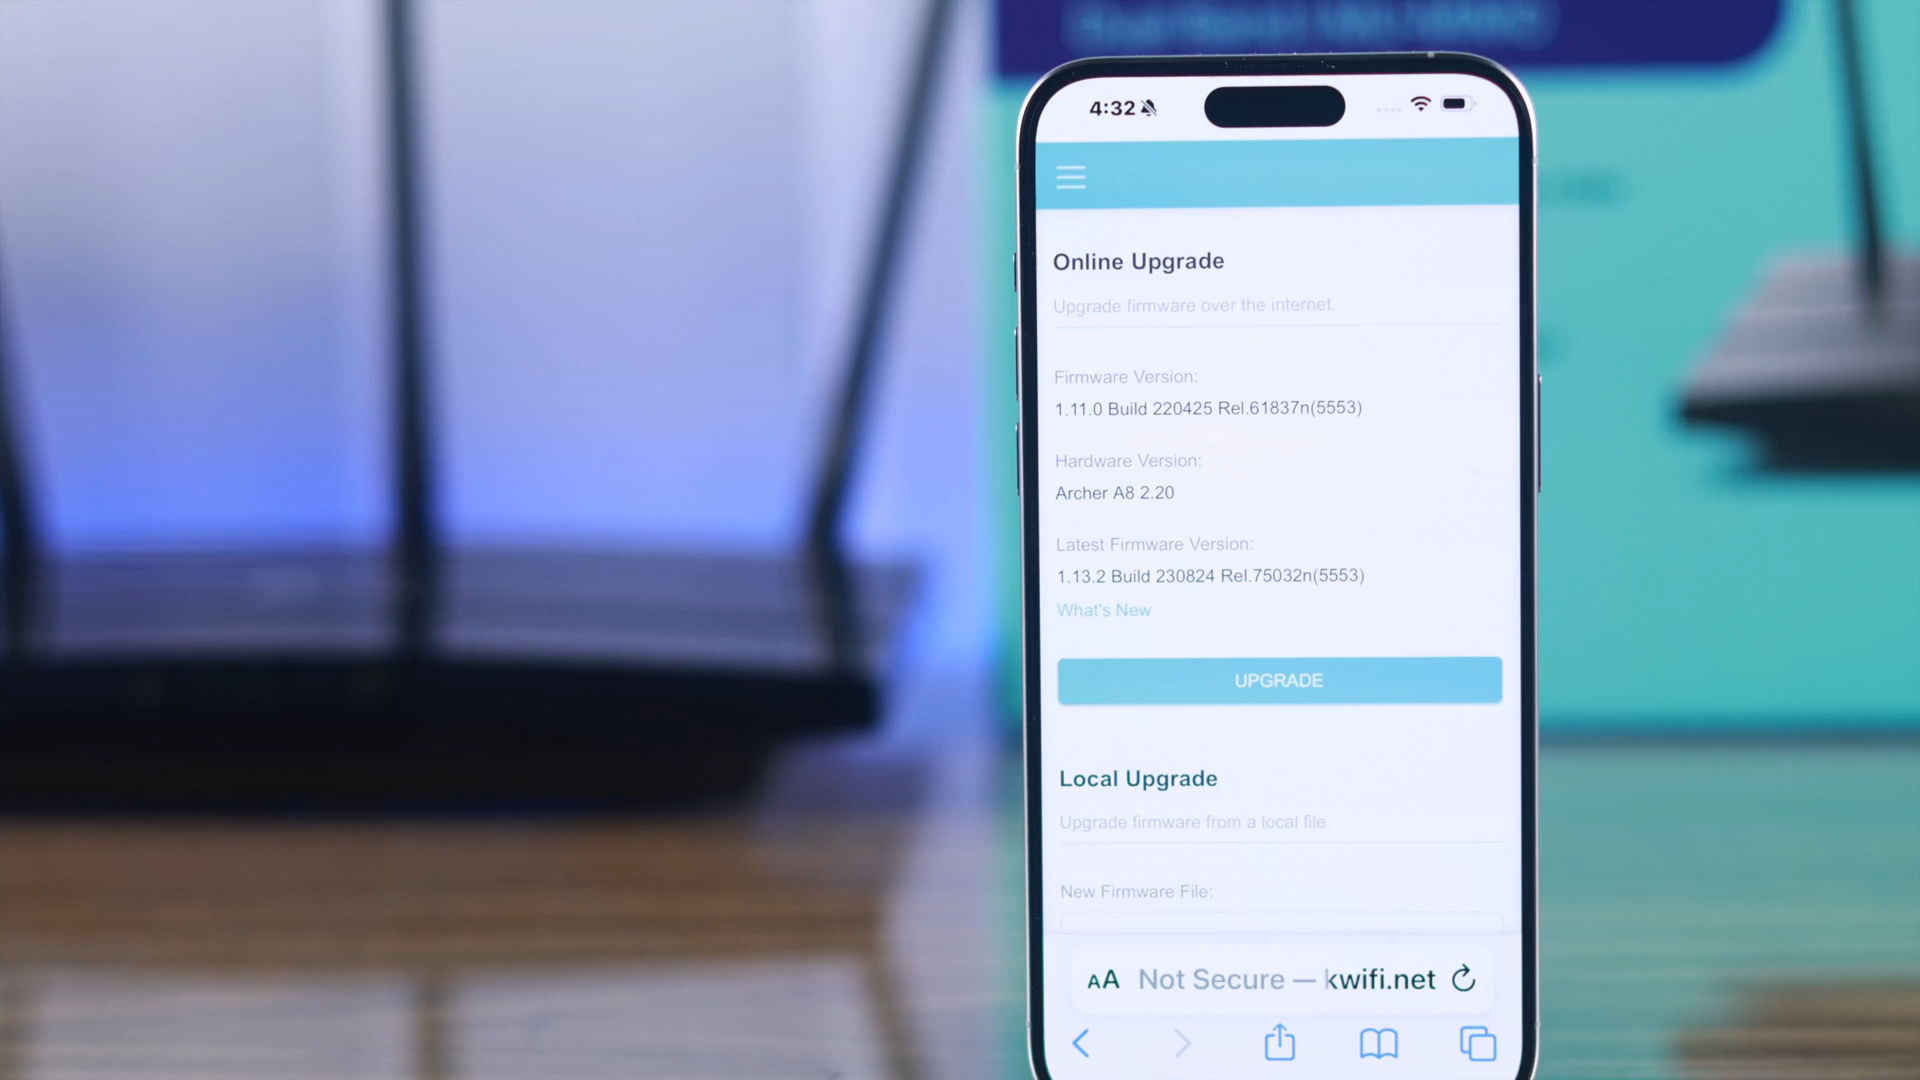 4:32
Online Upgrade
Upgrade firmware over the internet.
Firmware Version:
1.11.0 Build 220425 Rel.61837n(5553)
Hardware Version:
Archer A8 2.20
Latest Firmware Version:
1.13.2 Build 230824 Rel.75032n(5553)
What's New
UPGRADE
Local Upgrade
Upgrade firmware from a local file.
New Firmware File:
AA Not Secure — kwifi.net